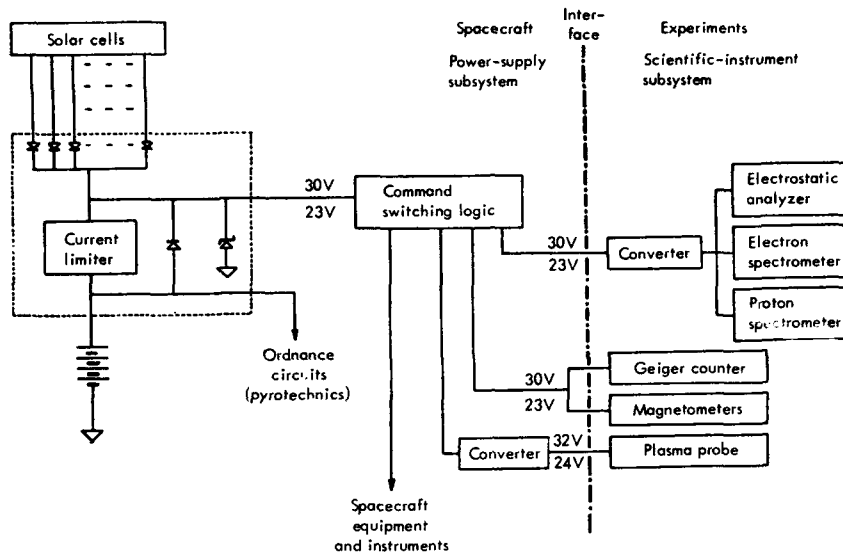 Solar cells
Spacecraft
Power-supply
subsystem
Inter-
face
Experiments
Scientific-instrument
subsystem
30V
23V
Command
switching logic
Electrostatic
analyzer
Current
limiter
30V
23V
Converter
Electron
spectrometer
Proton
spectrometer
Ordnance
circuits
(pyrotechnics)
30V
23V
Geiger counter
Magnetometers
Converter
32V
24V
Plasma probe
Spacecraft
equipment
and instruments